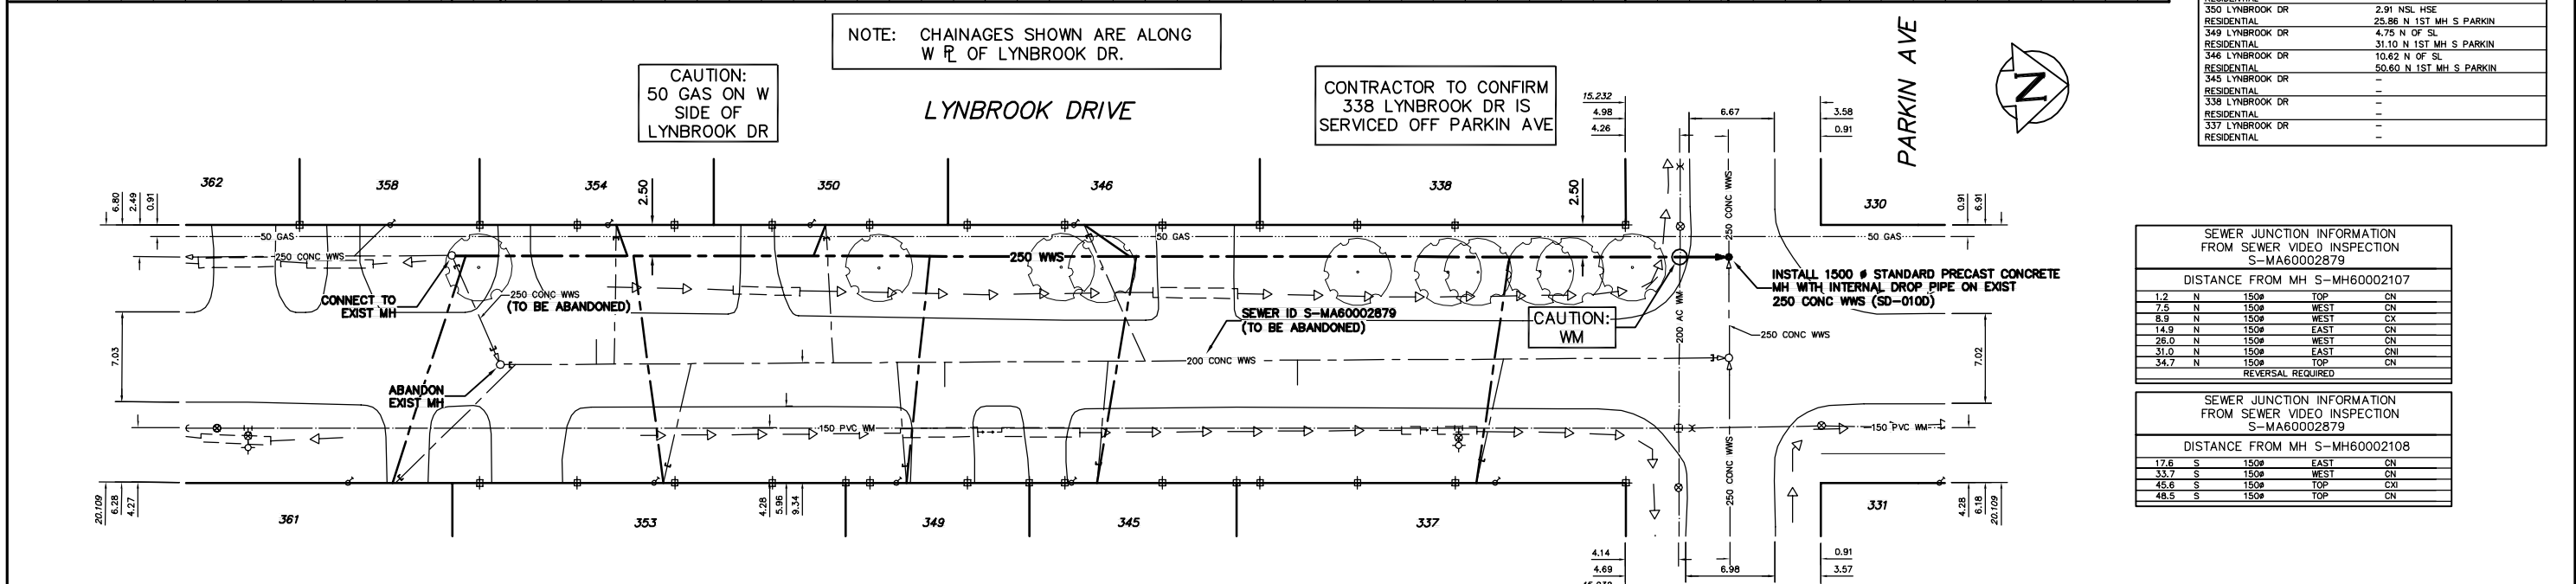 NOTE: CHAINAGES SHOWN ARE ALONG
W ⅊ OF LYNBROOK DR.
CAUTION:
50 GAS ON W
SIDE OF
LYNBROOK DR
LYNBROOK DRIVE
CONTRACTOR TO CONFIRM
338 LYNBROOK DR IS
SERVICED OFF PARKIN AVE
PARKIN AVE
N
RESIDENTIAL
350 LYNBROOK DR 2.91 NSL HSE
RESIDENTIAL 25.86 N 1ST MH S PARKIN
349 LYNBROOK DR 4.75 N OF SL
RESIDENTIAL 31.10 N 1ST MH S PARKIN
346 LYNBROOK DR 10.62 N OF SL
RESIDENTIAL 50.60 N 1ST MH S PARKIN
345 LYNBROOK DR -
RESIDENTIAL -
338 LYNBROOK DR -
RESIDENTIAL -
337 LYNBROOK DR -
RESIDENTIAL -
15.232
4.98
4.26
6.67
3.58
0.91
362
358
354
2.50
350
346
338
2.50
330
6.80
2.49
0.91
0.91
6.91
50 GAS
50 GAS
50 GAS
250 CONC WWS
250 WWS
250 CONC WWS
CONNECT TO
EXIST MH
250 CONC WWS
(TO BE ABANDONED)
SEWER ID S-MA60002879
(TO BE ABANDONED)
CAUTION:
WM
200 AC WM
INSTALL 1500 ø STANDARD PRECAST CONCRETE
MH WITH INTERNAL DROP PIPE ON EXIST
250 CONC WWS (SD-010D)
250 CONC WWS
7.03
7.02
200 CONC WWS
ABANDON
EXIST MH
150 PVC WM
150 PVC WM
250 CONC WWS
20.109
6.28
4.27
361
353
4.28
5.96
9.34
349
345
337
331
4.28
6.18
20.109
4.14
4.69
6.98
0.91
3.57
SEWER JUNCTION INFORMATION
FROM SEWER VIDEO INSPECTION
S-MA60002879
DISTANCE FROM MH S-MH60002107
1.2 N 150ø TOP CN
7.5 N 150ø WEST CN
8.9 N 150ø WEST CX
14.9 N 150ø EAST CN
26.0 N 150ø WEST CN
31.0 N 150ø EAST CNI
34.7 N 150ø TOP CN
REVERSAL REQUIRED
SEWER JUNCTION INFORMATION
FROM SEWER VIDEO INSPECTION
S-MA60002879
DISTANCE FROM MH S-MH60002108
17.6 S 150ø EAST CN
33.7 S 150ø WEST CN
45.6 S 150ø TOP CXI
48.5 S 150ø TOP CN